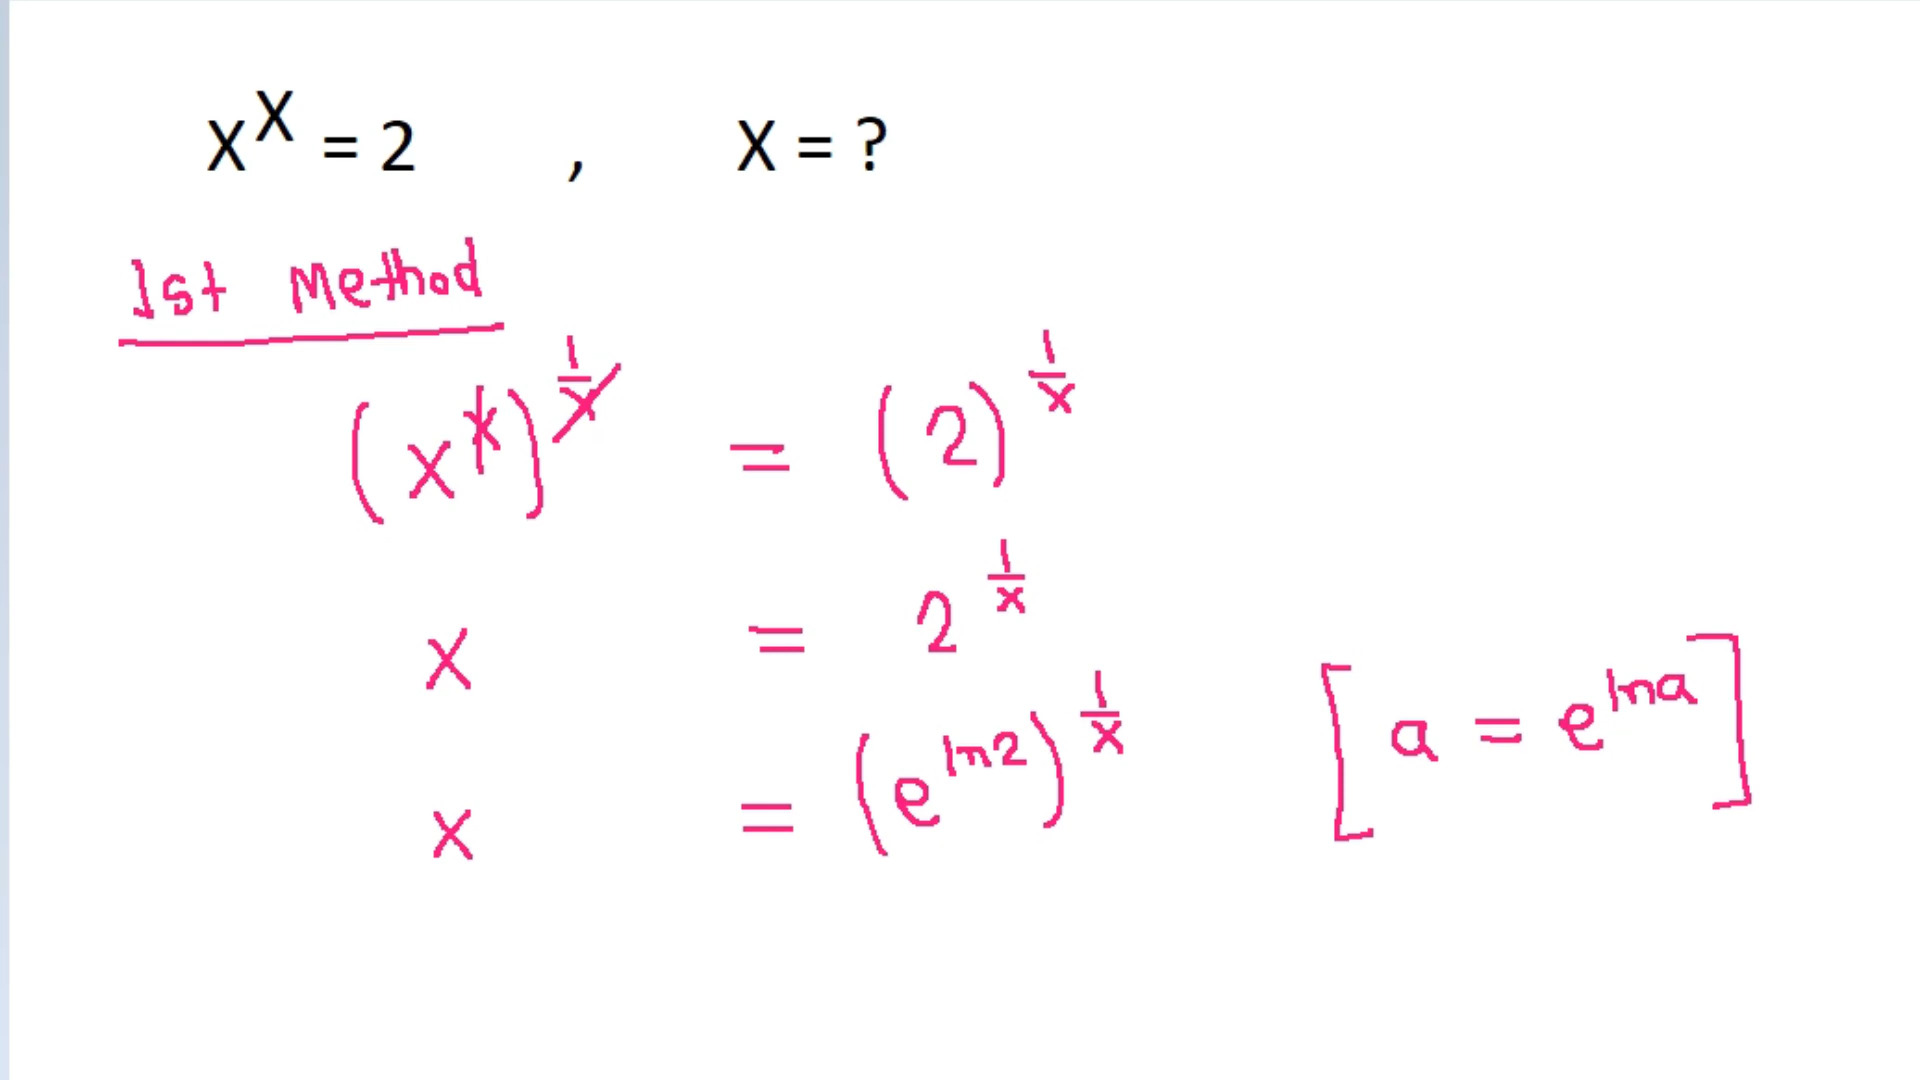 X^X = 2 , X = ?
1st Method
(x^x)^(1/x) = (2)^(1/x)
x = 2^(1/x)
x = (e^ln2)^(1/x) [a = e^lna]